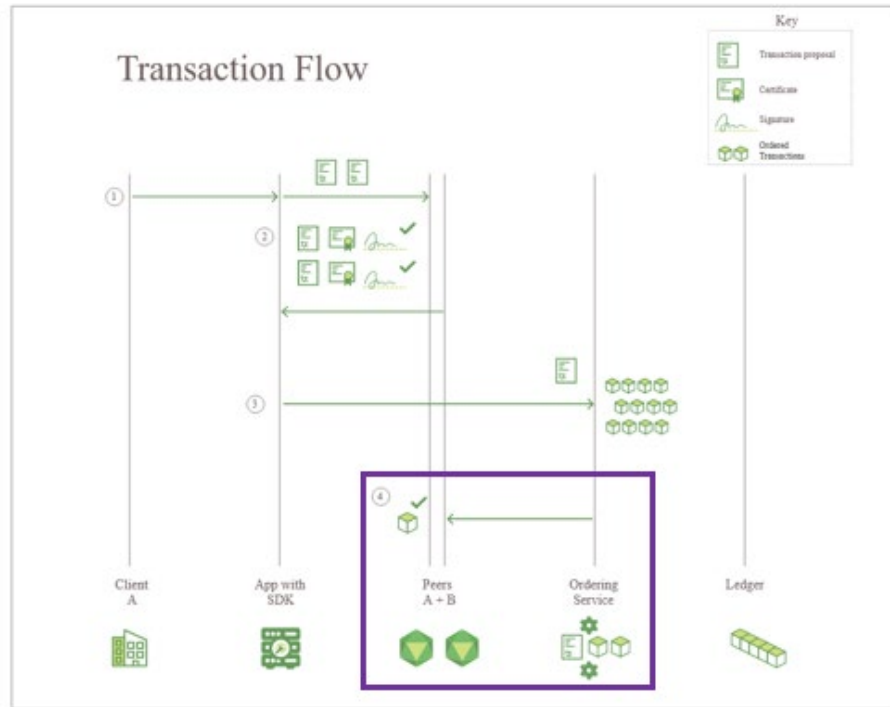 Key
Transaction proposal
Certificate
Signature
Ordered
Transactions
Transaction Flow
1
2
3
4
Client
A
App with
SDK
Peers
A + B
Ordering
Service
Ledger